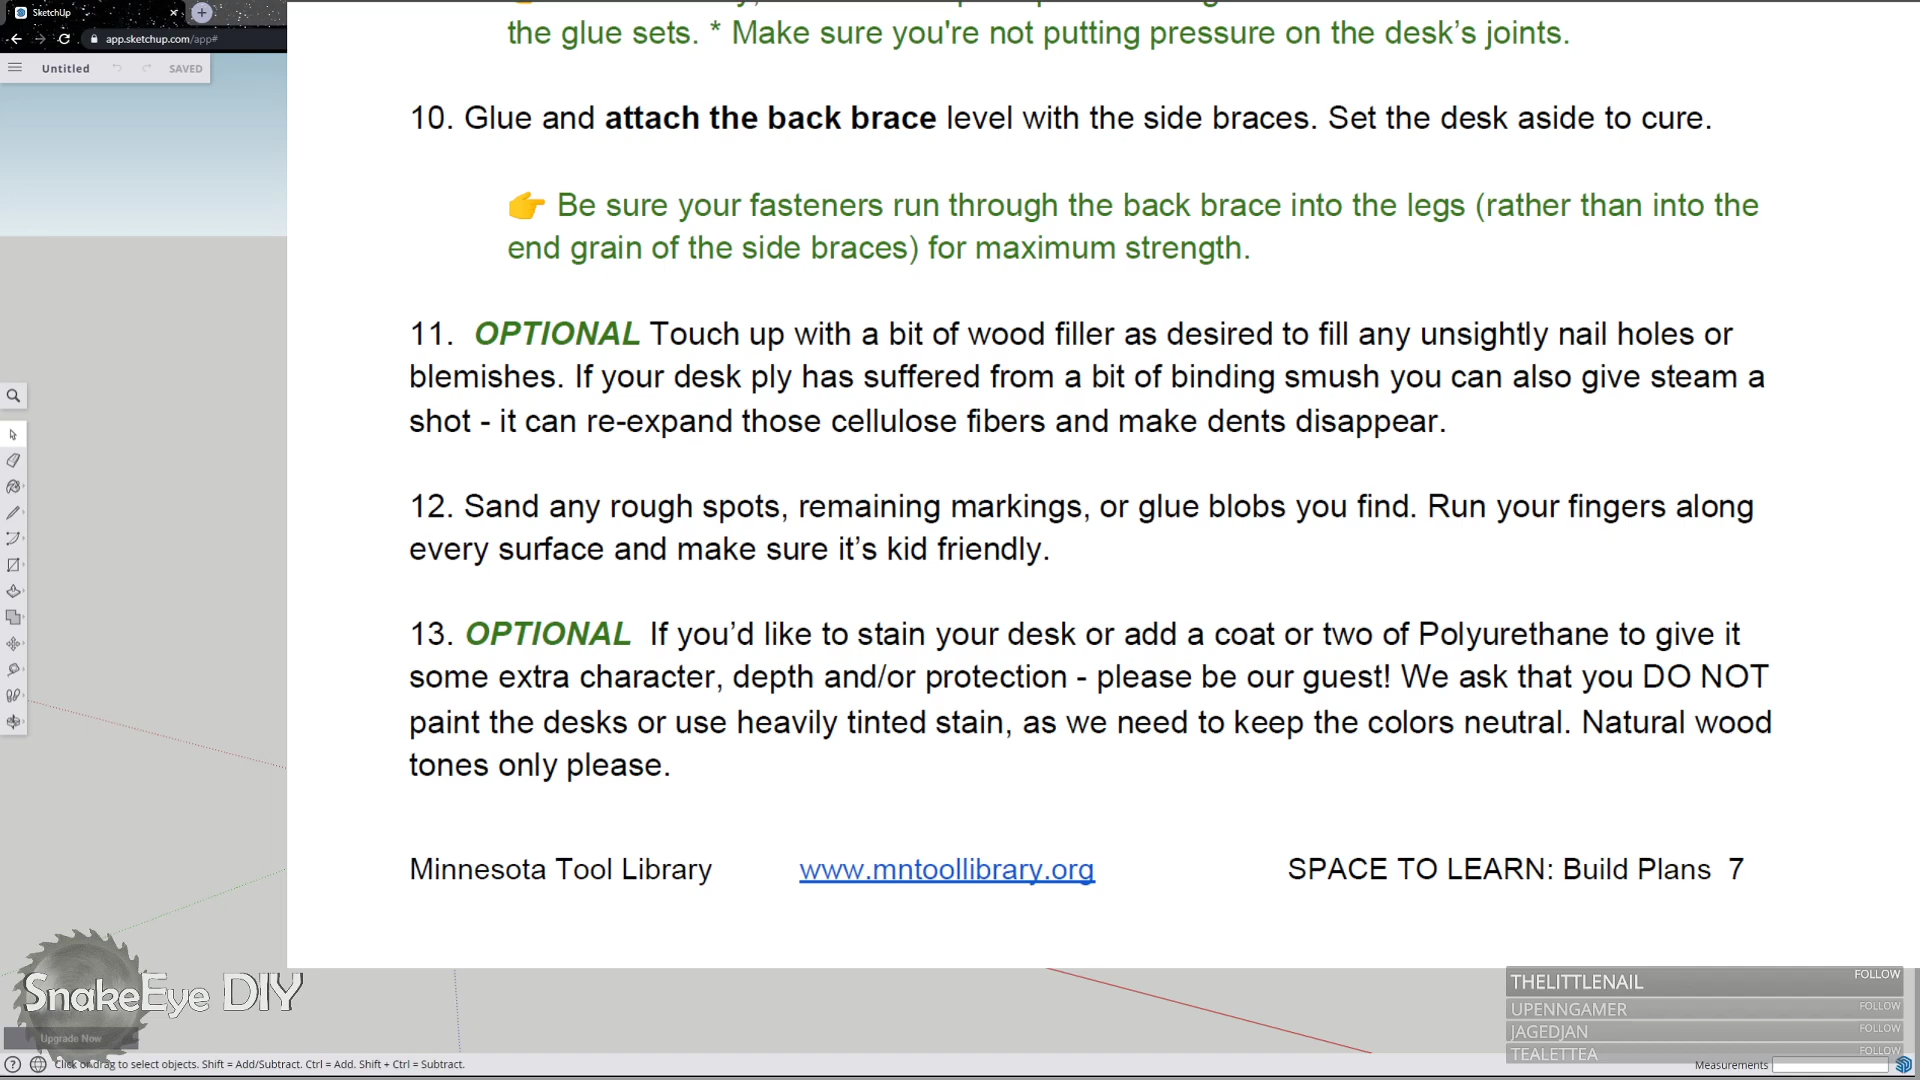 SketchUp
app.sketchup.com/app#
Untitled
SAVED
the glue sets. * Make sure you're not putting pressure on the desk’s joints.
10. Glue and attach the back brace level with the side braces. Set the desk aside to cure.
👉 Be sure your fasteners run through the back brace into the legs (rather than into the
end grain of the side braces) for maximum strength.
11. OPTIONAL Touch up with a bit of wood filler as desired to fill any unsightly nail holes or
blemishes. If your desk ply has suffered from a bit of binding smush you can also give steam a
shot - it can re-expand those cellulose fibers and make dents disappear.
12. Sand any rough spots, remaining markings, or glue blobs you find. Run your fingers along
every surface and make sure it’s kid friendly.
13. OPTIONAL If you’d like to stain your desk or add a coat or two of Polyurethane to give it
some extra character, depth and/or protection - please be our guest! We ask that you DO NOT
paint the desks or use heavily tinted stain, as we need to keep the colors neutral. Natural wood
tones only please.
Minnesota Tool Library www.mntoollibrary.org SPACE TO LEARN: Build Plans 7
SnakeEye DIY
Upgrade Now
THELITTLENAIL FOLLOW
UPENNGAMER FOLLOW
JAGEDJAN FOLLOW
TEALETTEA FOLLOW
Click or drag to select objects. Shift = Add/Subtract. Ctrl = Add. Shift + Ctrl = Subtract.
Measurements